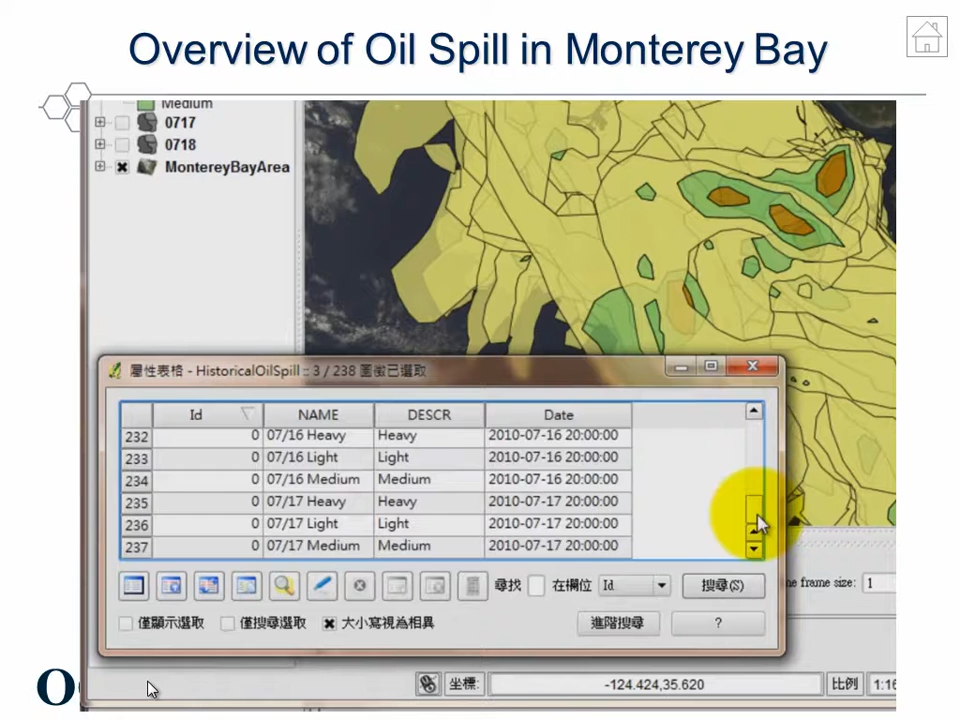 Overview of Oil Spill in Monterey Bay
Medium
0717
0718
MontereyBayArea
屬性表格 - HistoricalOilSpill :: 3 / 238 圖徵已選取
Id NAME DESCR Date
232 0 07/16 Heavy Heavy 2010-07-16 20:00:00
233 0 07/16 Light Light 2010-07-16 20:00:00
234 0 07/16 Medium Medium 2010-07-16 20:00:00
235 0 07/17 Heavy Heavy 2010-07-17 20:00:00
236 0 07/17 Light Light 2010-07-17 20:00:00
237 0 07/17 Medium Medium 2010-07-17 20:00:00
尋找 在欄位 Id 搜尋(S)
me frame size: 1
僅顯示選取 僅搜尋選取 大小寫視為相異 進階搜尋 ?
坐標: -124.424,35.620 比例 1:16